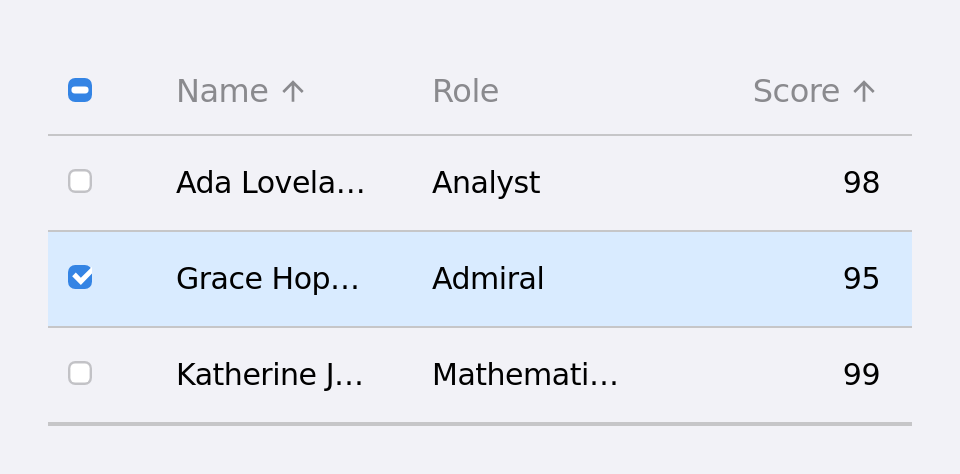 Name ↑ Role Score ↑
Ada Lovela… Analyst 98
Grace Hop… Admiral 95
Katherine J… Mathemati… 99